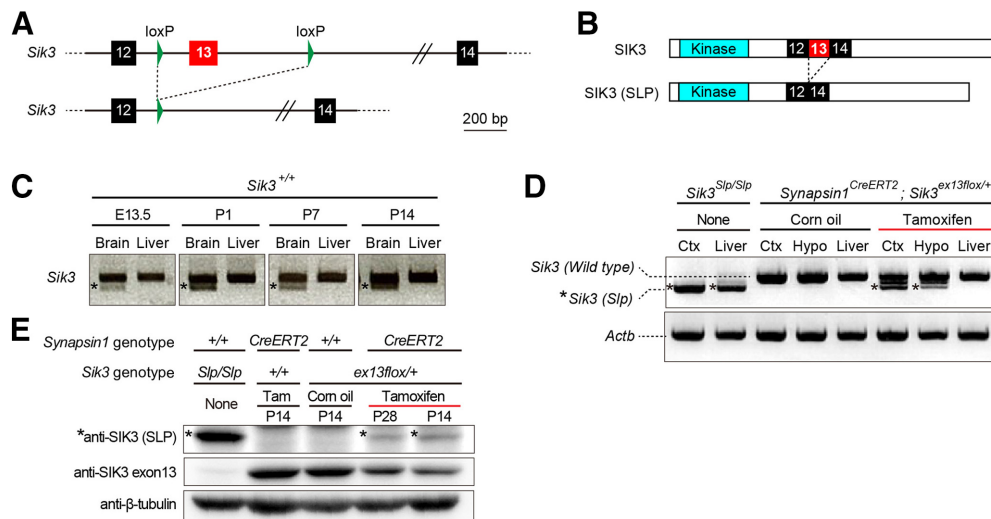 A
loxP
loxP
Sik3
12
13
14
Sik3
12
14
200 bp
B
SIK3
Kinase
12 13 14
SIK3 (SLP)
Kinase
12 14
C
Sik3+/+
E13.5 P1 P7 P14
Brain Liver Brain Liver Brain Liver Brain Liver
Sik3
* * * *
D
Sik3Slp/Slp Synapsin1CreERT2; Sik3ex13flox/+
None Corn oil Tamoxifen
Ctx Liver Ctx Hypo Liver Ctx Hypo Liver
Sik3 (Wild type)
*Sik3 (Slp)
* * * *
Actb
E
Synapsin1 genotype +/+ CreERT2 +/+ CreERT2
Sik3 genotype Slp/Slp +/+ ex13flox/+
None Tam Corn oil Tamoxifen
P14 P14 P28 P14
*anti-SIK3 (SLP) * * *
anti-SIK3 exon13
anti-β-tubulin